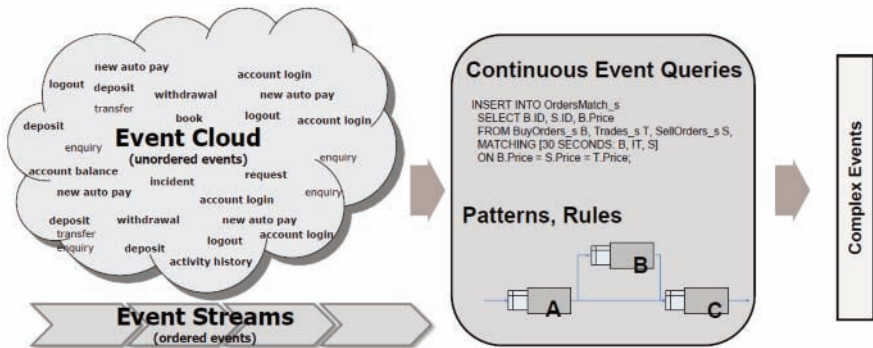 new auto pay
account login
logout
deposit
withdrawal
new auto pay
transfer
book
logout
account login
deposit
Event Cloud
enquiry
(unordered events)
enquiry
account balance
incident
request
new auto pay
enquiry
account login
deposit
withdrawal
new auto pay
transfer
logout
account login
enquiry
deposit
activity history
Event Streams
(ordered events)
Continuous Event Queries
INSERT INTO OrdersMatch_s
SELECT B.ID, S.ID, B.Price
FROM BuyOrders_s B, Trades_s T, SellOrders_s S,
MATCHING [30 SECONDS: B, IT, S]
ON B.Price = S.Price = T.Price;
Patterns, Rules
B
A
C
Complex Events